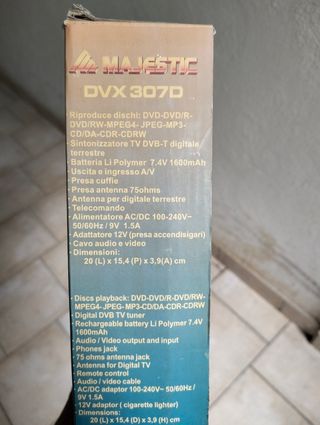 MAJESTIC
DVX 307D
•Riproduce dischi: DVD-DVD/R-
DVD/RW-MPEG4- JPEG-MP3-
CD/DA-CDR-CDRW
• Sintonizzatore TV DVB-T digitale
terrestre
• Batteria Li Polymer 7.4V 1600mAh
• Uscita e ingresso A/V
• Presa cuffie
• Presa antenna 75ohms
• Antenna per digitale terrestre
• Telecomando
• Alimentatore AC/DC 100-240V~
50/60Hz / 9V 1.5A
• Adattatore 12V (presa accendisigari)
• Cavo audio e video
• Dimensioni:
20 (L) x 15,4 (P) x 3,9(A) cm
Discs playback: DVD-DVD/R-DVD/RW-
MPEG4- JPEG-MP3-CD/DA-CDR-CDRW
• Digital DVB TV tuner
• Rechargeable battery Li Polymer 7.4V
1600mAh
• Audio / Video output and input
• Phones jack
• 75 ohms antenna jack
• Antenna for Digital TV
• Remote control
• Audio / video cable
• AC/DC adaptor 100-240V~ 50/60Hz /
9V 1.5A
• 12V adaptor ( cigarette lighter)
• Dimensions:
20 (L) x 15,4 (D) x 3,9 (H) cm